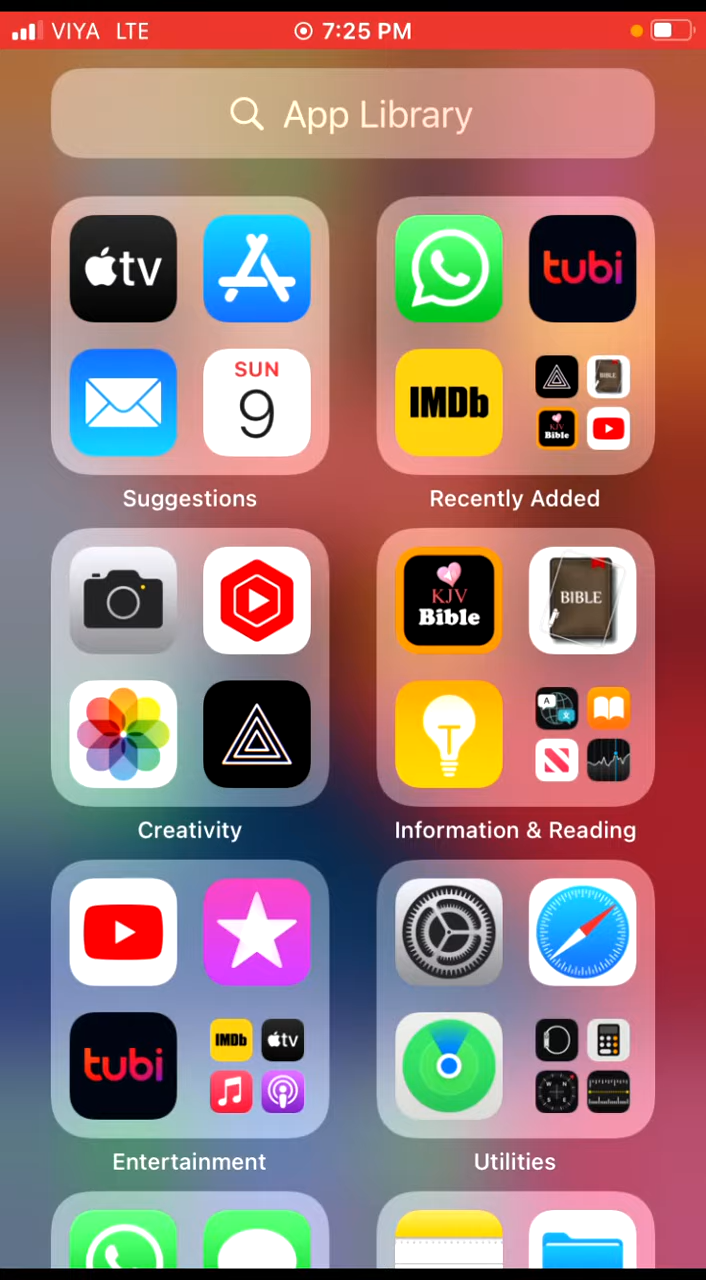 VIYA LTE 7:25 PM
App Library
tv
SUN
9
tubi
IMDb
BIBLE
KJV
Bible
Suggestions
Recently Added
KJV
Bible
BIBLE
T
A
Creativity
Information & Reading
tubi
IMDb
tv
W N
E
S
Entertainment
Utilities